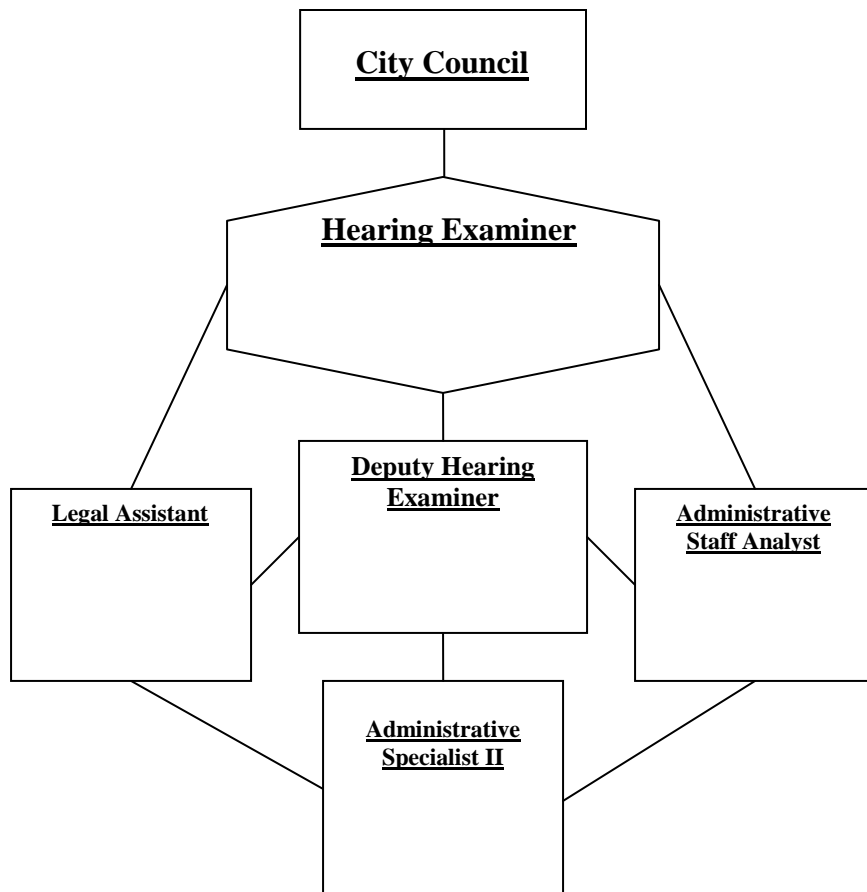 City Council
Hearing Examiner
Deputy Hearing
Examiner
Legal Assistant
Administrative
Staff Analyst
Administrative
Specialist II